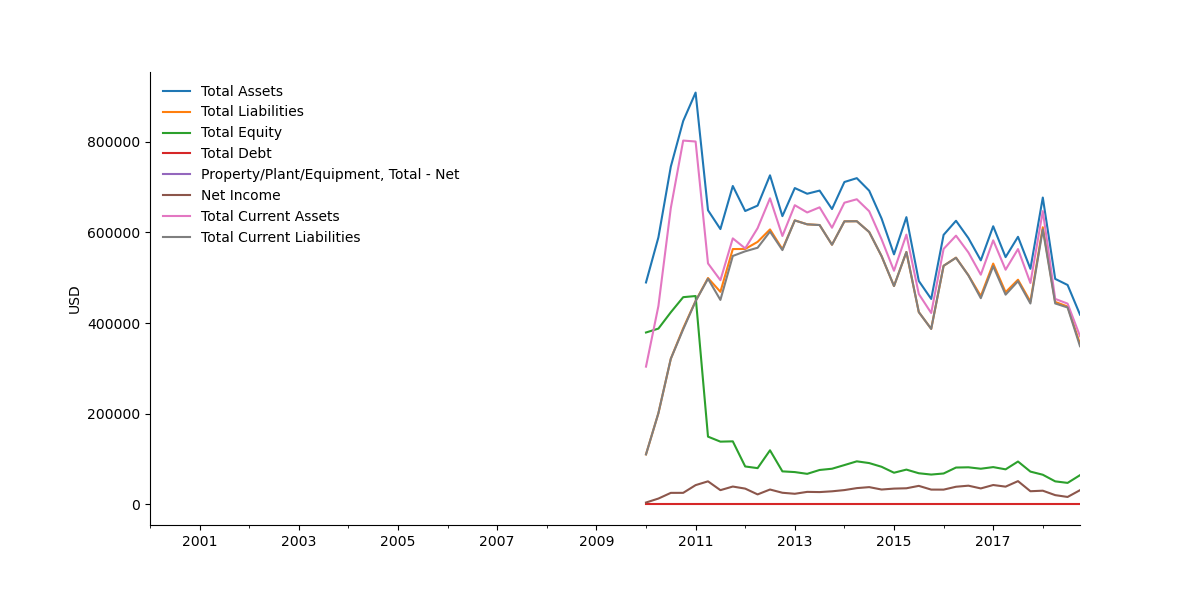 Total Assets
Total Liabilities
Total Equity
Total Debt
Property/Plant/Equipment, Total - Net
Net Income
Total Current Assets
Total Current Liabilities
USD
800000
600000
400000
200000
0
2001 2003 2005 2007 2009 2011 2013 2015 2017